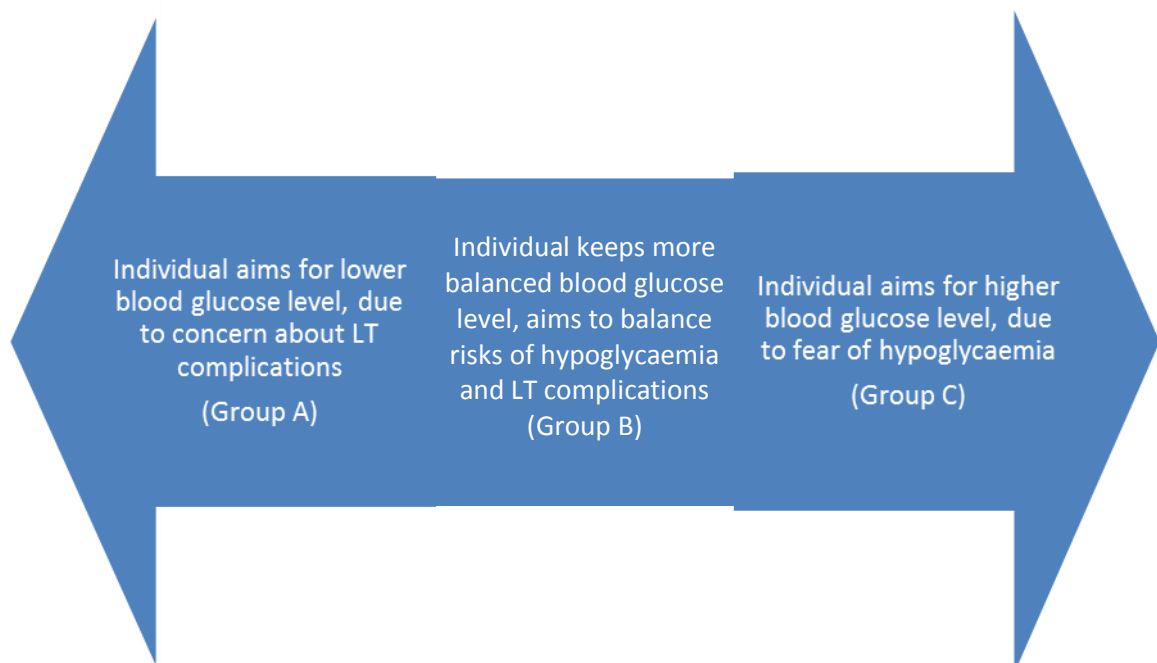 Individual aims for lower
blood glucose level, due
to concern about LT
complications
(Group A)
Individual keeps more
balanced blood glucose
level, aims to balance
risks of hypoglycaemia
and LT complications
(Group B)
Individual aims for higher
blood glucose level, due
to fear of hypoglycaemia
(Group C)